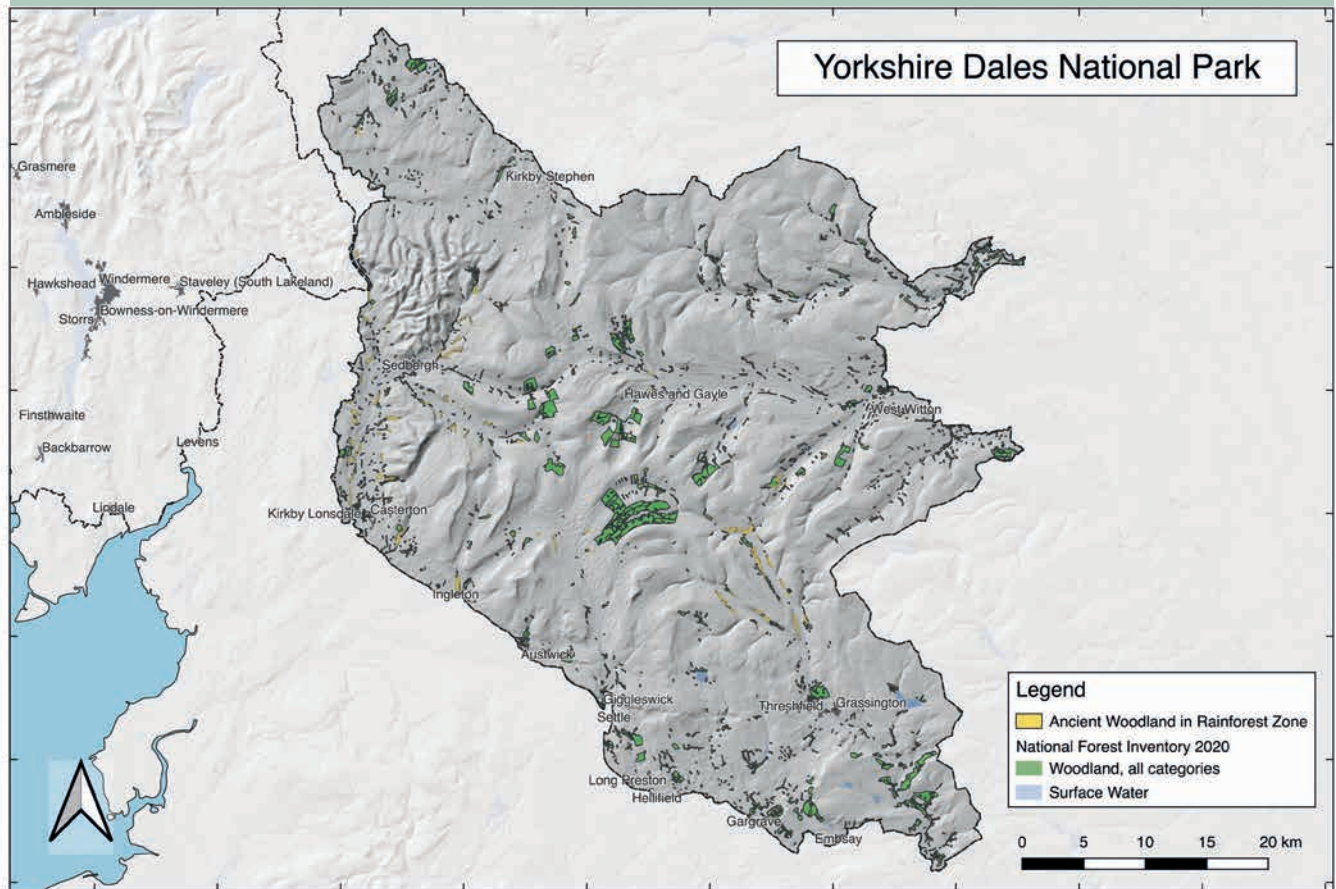 Yorkshire Dales National Park
Grasmere
Kirkby Stephen
Ambleside
Hawkshead
Windermere
Staveley (South Lakeland)
Storrs
Bowness-on-Windermere
Sedbergh
Hawes and Gayle
Finsthwaite
West Witton
Backbarrow
Levens
Lindale
Kirkby Lonsdale
Casterton
Ingleton
Austwick
Giggleswick
Settle
Threshfield
Grassington
Long Preston
Hellifield
Gargrave
Embsay
Legend
Ancient Woodland in Rainforest Zone
National Forest Inventory 2020
Woodland, all categories
Surface Water
0 5 10 15 20 km